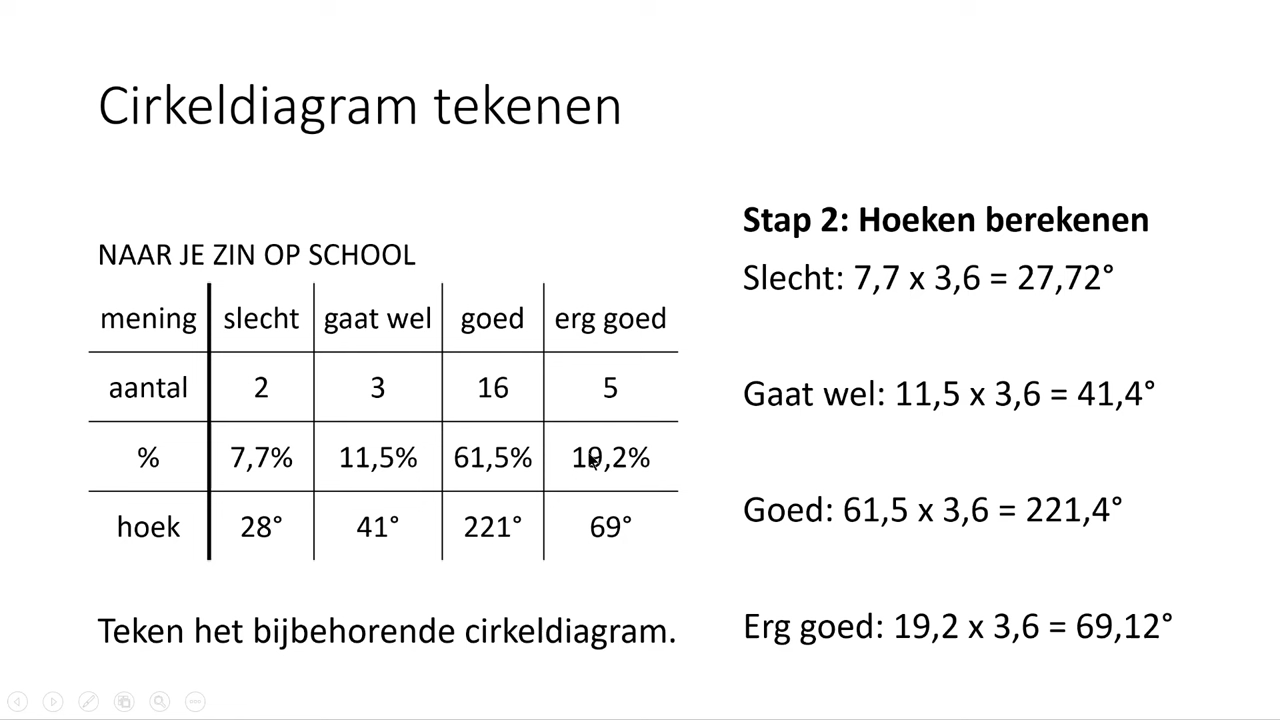 Cirkeldiagram tekenen
NAAR JE ZIN OP SCHOOL
mening slecht gaat wel goed erg goed
aantal 2 3 16 5
% 7,7% 11,5% 61,5% 19,2%
hoek 28° 41° 221° 69°
Teken het bijbehorende cirkeldiagram.
Stap 2: Hoeken berekenen
Slecht: 7,7 x 3,6 = 27,72°
Gaat wel: 11,5 x 3,6 = 41,4°
Goed: 61,5 x 3,6 = 221,4°
Erg goed: 19,2 x 3,6 = 69,12°